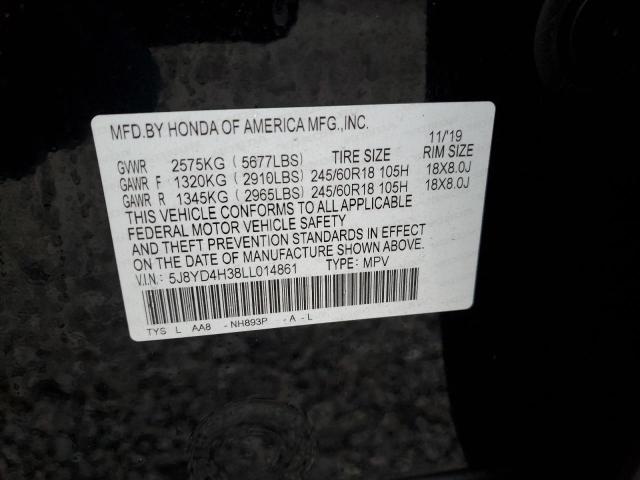 MFD.BY HONDA OF AMERICA MFG.,INC. 11/'19
GVWR 2575KG ( 5677LBS) TIRE SIZE RIM SIZE
GAWR F 1320KG ( 2910LBS) 245/60R18 105H 18X8.0J
GAWR R 1345KG ( 2965LBS) 245/60R18 105H 18X8.0J
THIS VEHICLE CONFORMS TO ALL APPLICABLE
FEDERAL MOTOR VEHICLE SAFETY
AND THEFT PREVENTION STANDARDS IN EFFECT
ON THE DATE OF MANUFACTURE SHOWN ABOVE.
V.I.N.: 5J8YD4H38LL014861 TYPE: MPV
TYS L AA8 - NH893P - A - L